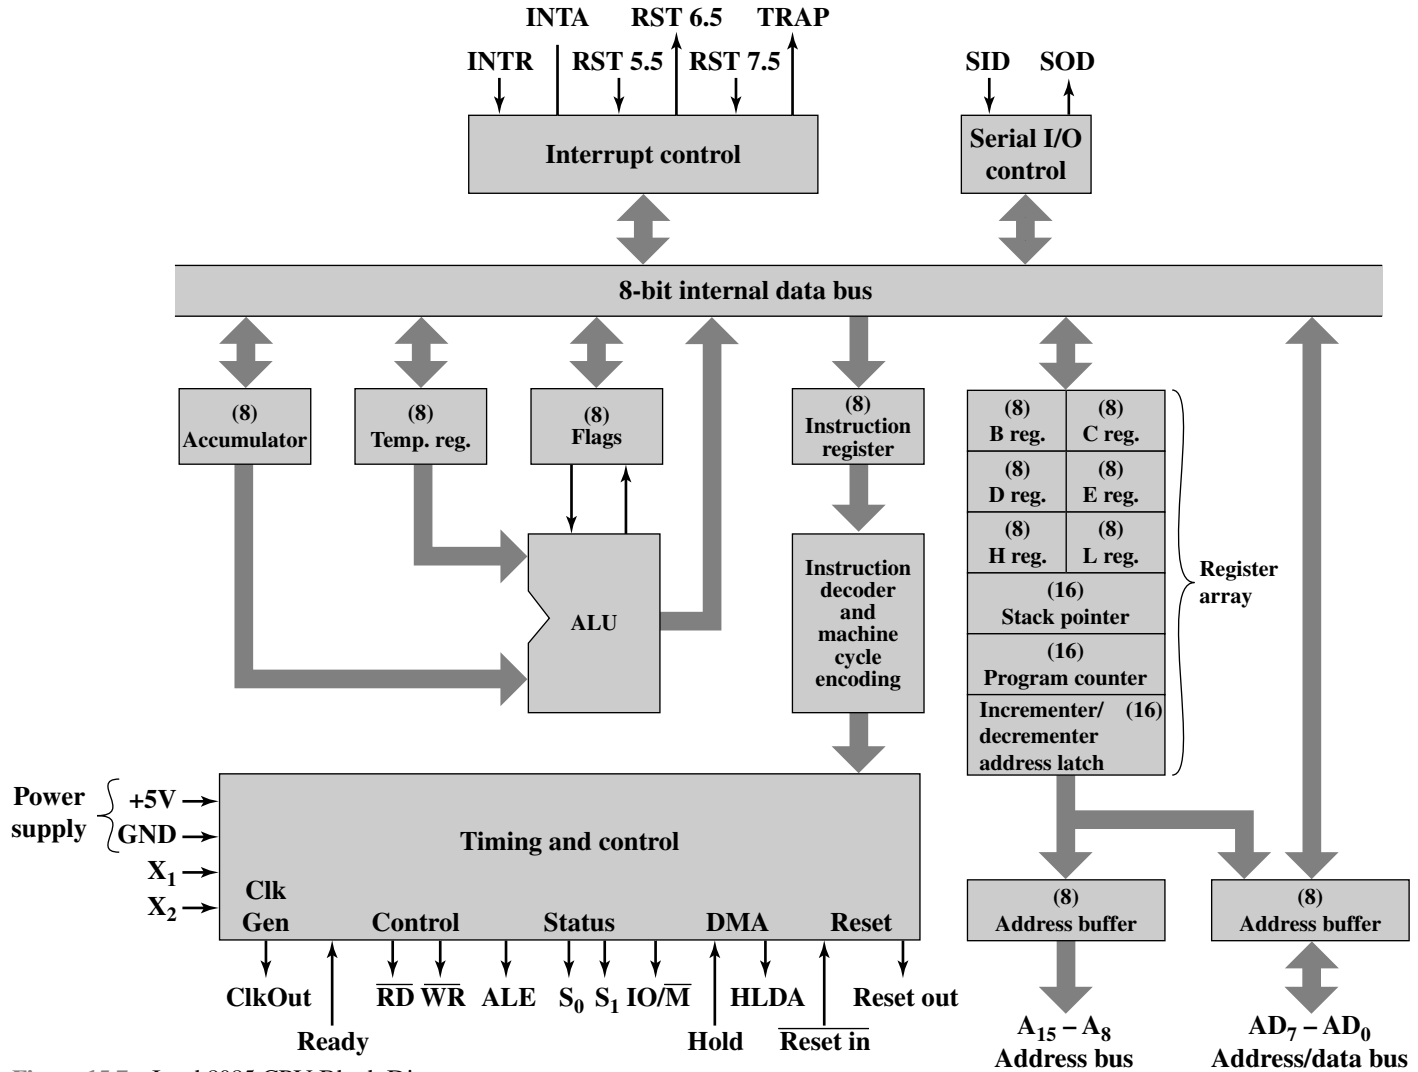 INTA RST 6.5 TRAP
INTR RST 5.5 RST 7.5 SID SOD
Interrupt control
Serial I/O
control
8-bit internal data bus
(8)
Accumulator
(8)
Temp. reg.
(8)
Flags
(8)
Instruction
register
(8)
B reg.
(8)
C reg.
(8)
D reg.
(8)
E reg.
(8)
H reg.
(8)
L reg.
(16)
Stack pointer
(16)
Program counter
Incrementer/ (16)
decrementer
address latch
Register
array
ALU
Instruction
decoder
and
machine
cycle
encoding
Power
supply
+5V
GND
X1
X2
Timing and control
Clk
Gen
Control
Status
DMA
Reset
ClkOut
Ready
R̅D̅
W̅R̅
ALE
S0
S1
IO/M̅
Hold
HLDA
R̅e̅s̅e̅t̅ ̅i̅n̅
Reset out
(8)
Address buffer
(8)
Address buffer
A15 – A8
Address bus
AD7 – AD0
Address/data bus